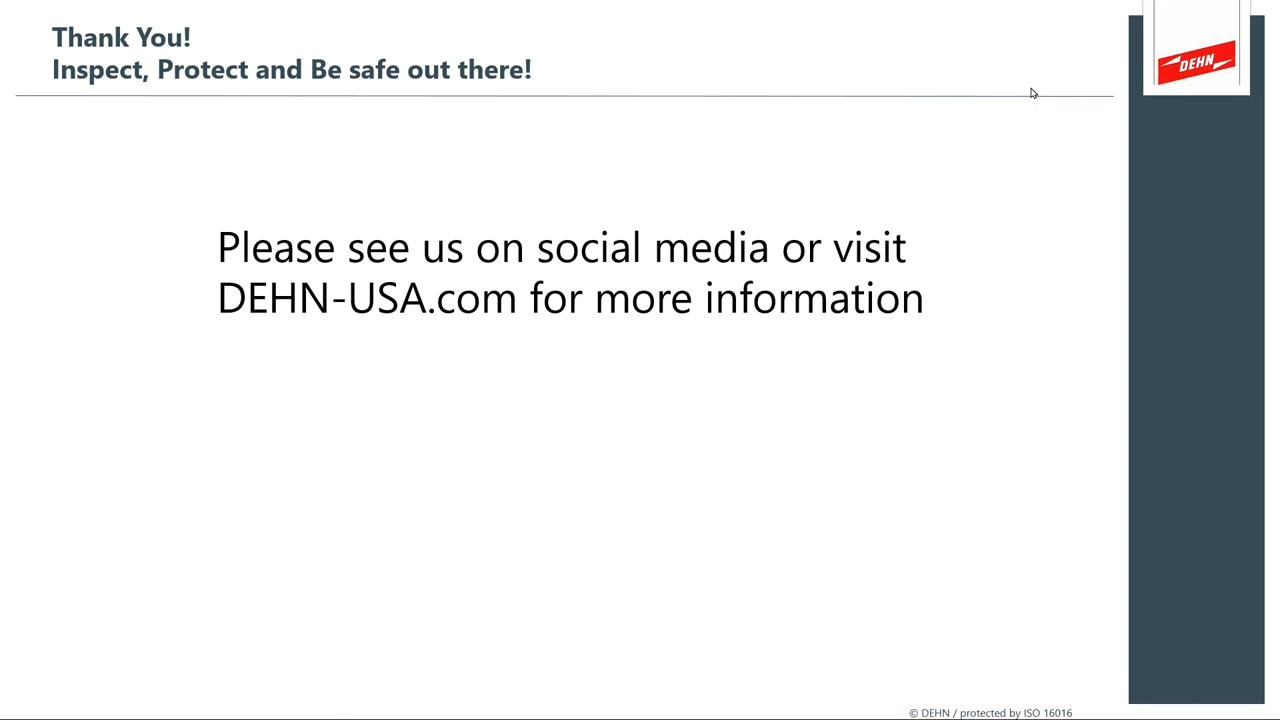 Thank You!
Inspect, Protect and Be safe out there!
DEHN
Please see us on social media or visit
DEHN-USA.com for more information
© DEHN / protected by ISO 16016